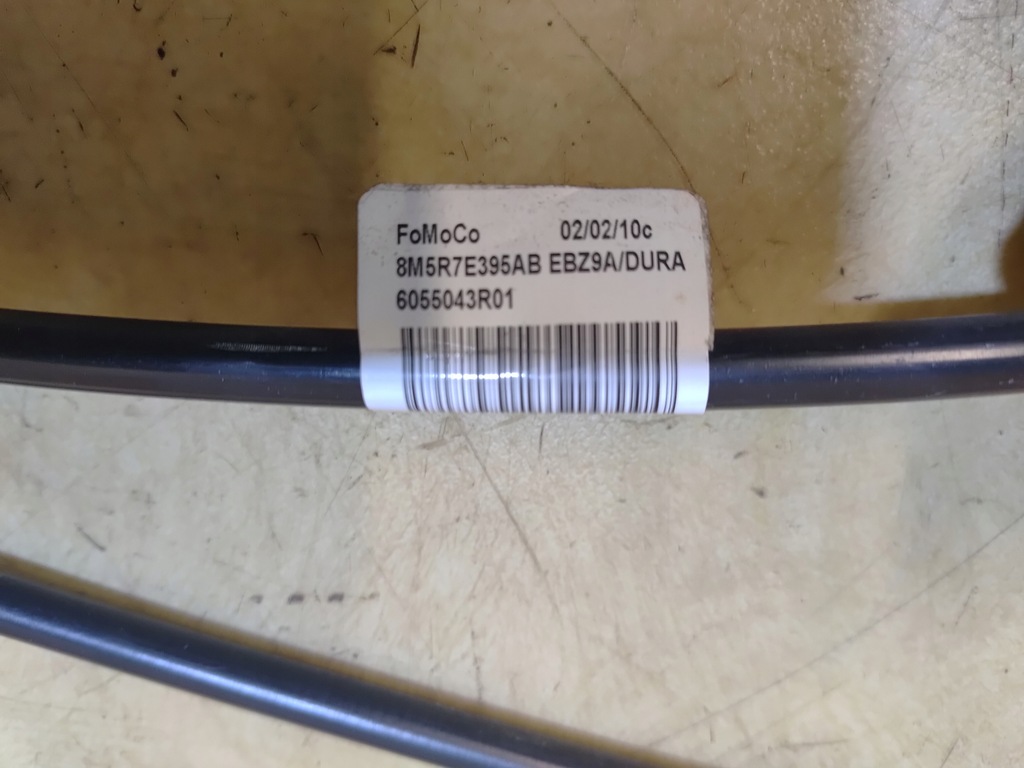 FoMoCo 02/02/10c
8M5R7E395AB EBZ9A/DURA
6055043R01